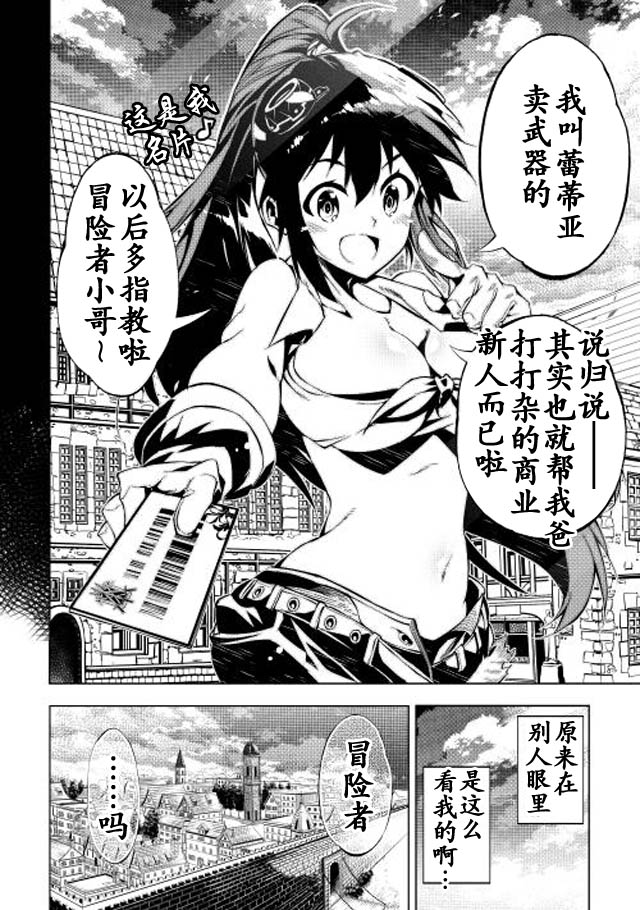 我叫蕾蒂亚
卖武器的
说归说——
其实也就帮我爸
打打杂的商业
新人而已啦
这是我
名片♪
以后多指教啦
冒险者小哥～
原来在
别人眼里
是这么
看我的啊…
冒险者
……吗